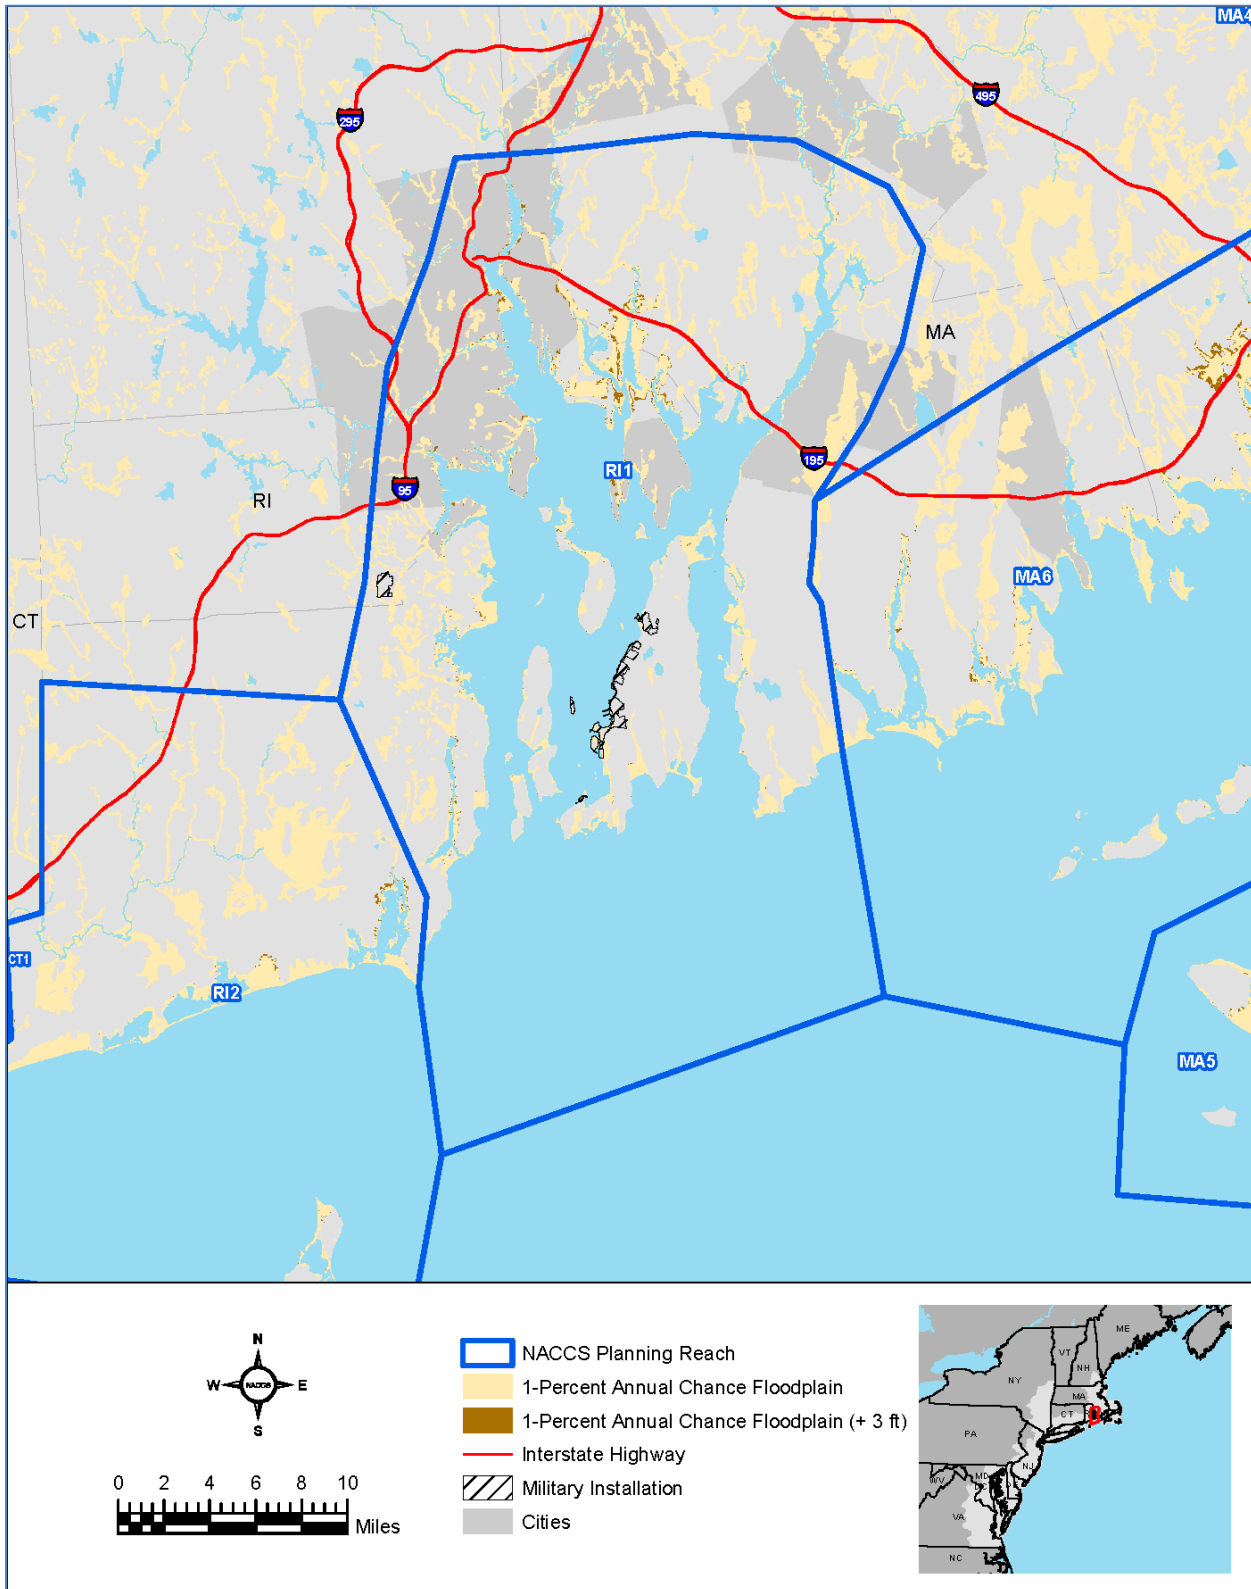 MA4
295
495
MA
RI1
195
95
RI
MA6
CT
CT1
RI2
MA5
N
W NACCS E
S
0 2 4 6 8 10
Miles
NACCS Planning Reach
1-Percent Annual Chance Floodplain
1-Percent Annual Chance Floodplain (+ 3 ft)
Interstate Highway
Military Installation
Cities
ME
VT
NH
NY
MA
CT
PA
NJ
MD
WV
VA
NC